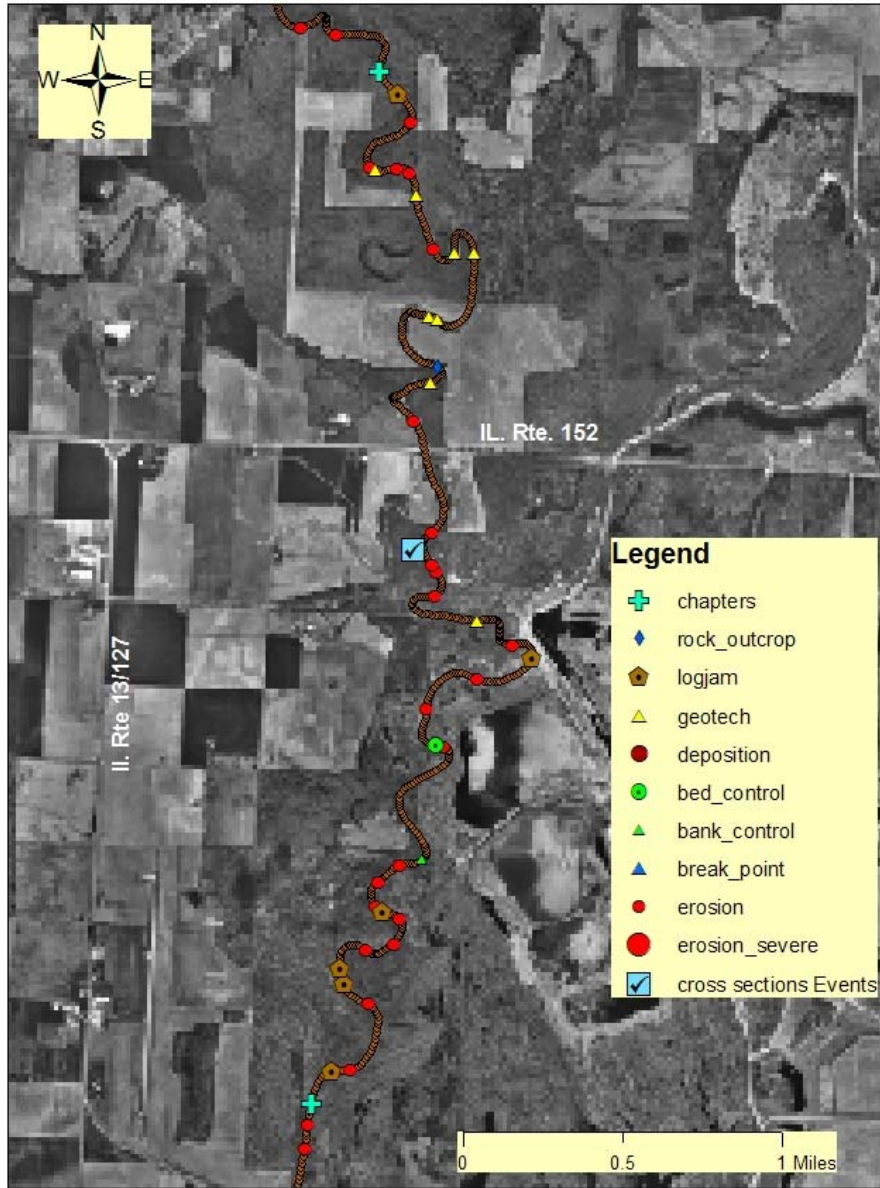 N
W E
S
IL. Rte. 152
Il. Rte 13/127
Legend
chapters
rock_outcrop
logjam
geotech
deposition
bed_control
bank_control
break_point
erosion
erosion_severe
cross sections Events
0 0.5 1 Miles